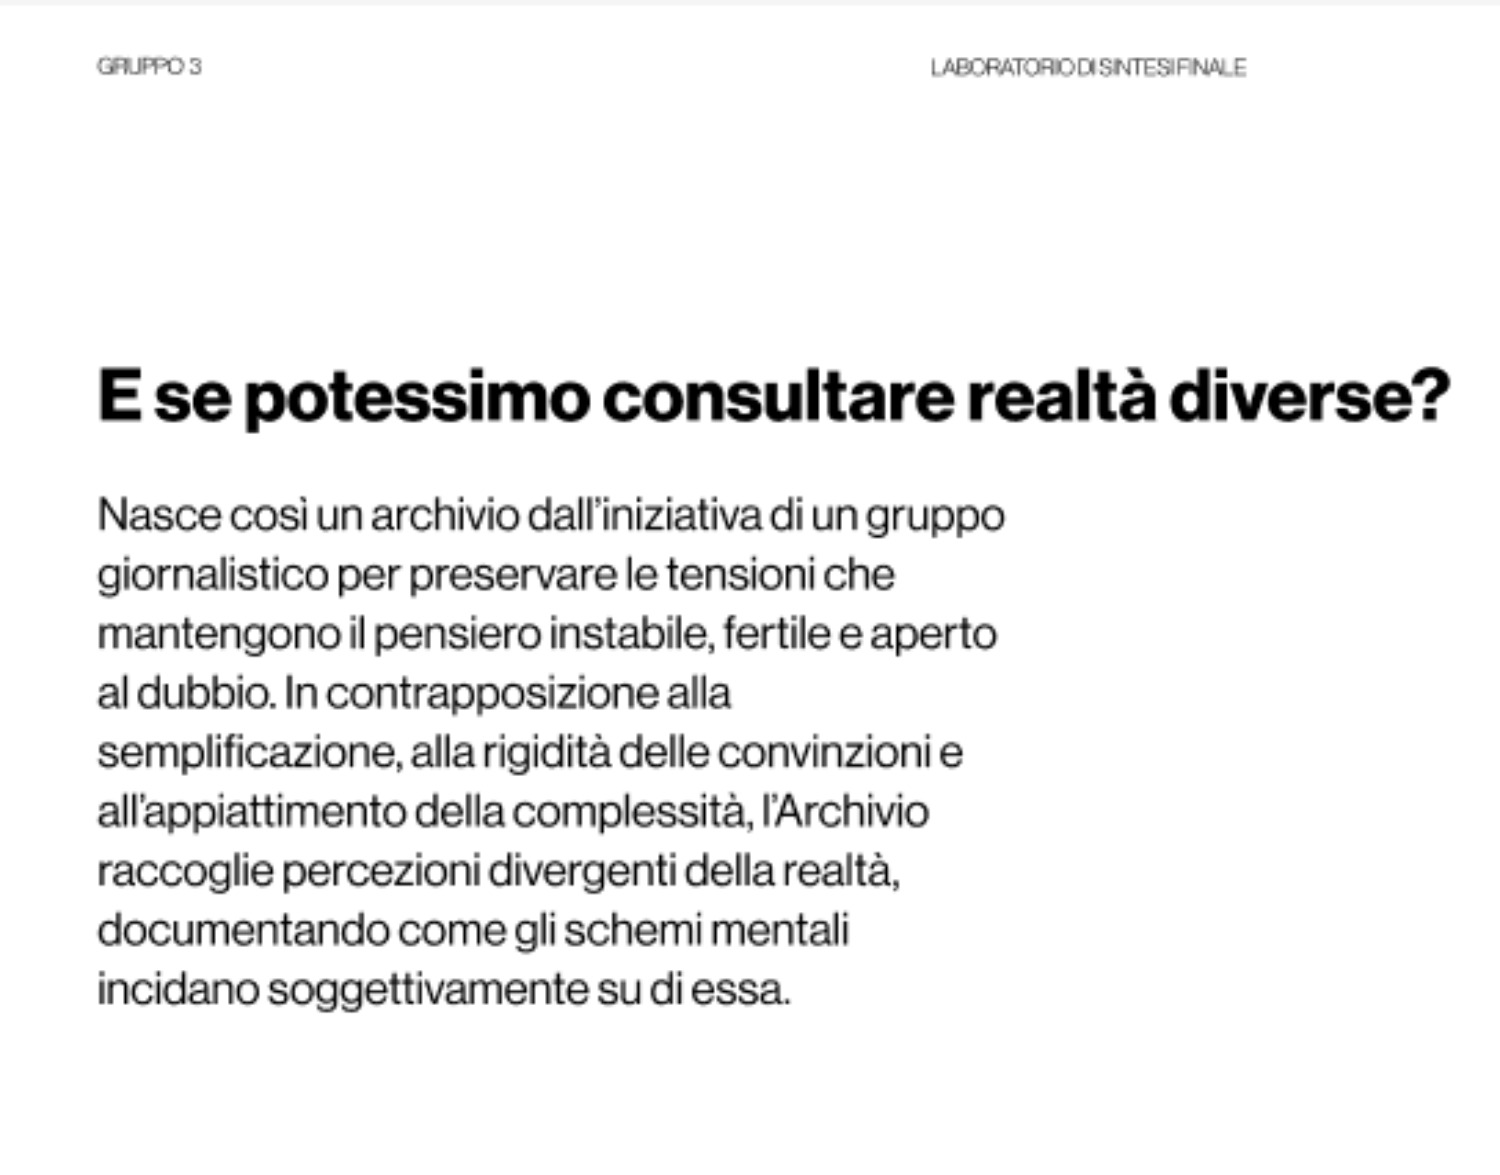 GRUPPO 3
LABORATORIO DI SINTESI FINALE
E se potessimo consultare realtà diverse?
Nasce così un archivio dall’iniziativa di un gruppo
giornalistico per preservare le tensioni che
mantengono il pensiero instabile, fertile e aperto
al dubbio. In contrapposizione alla
semplificazione, alla rigidità delle convinzioni e
all’appiattimento della complessità, l’Archivio
raccoglie percezioni divergenti della realtà,
documentando come gli schemi mentali
incidano soggettivamente su di essa.